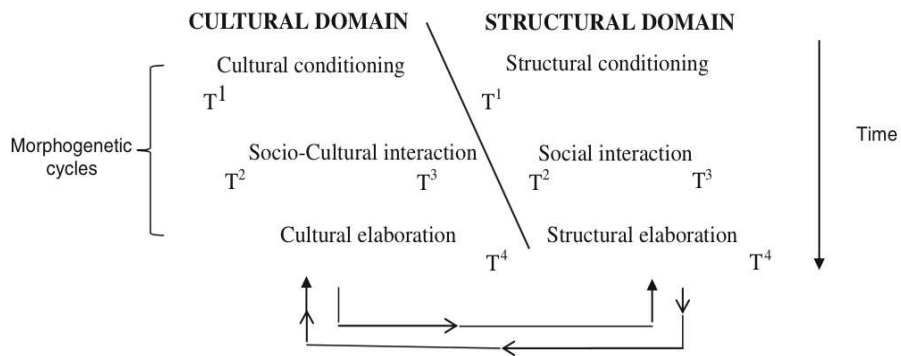 CULTURAL DOMAIN STRUCTURAL DOMAIN
Cultural conditioning Structural conditioning
T1 T1
Morphogenetic
cycles
Time
Socio-Cultural interaction Social interaction
T2 T3 T2 T3
Cultural elaboration Structural elaboration
T4 T4